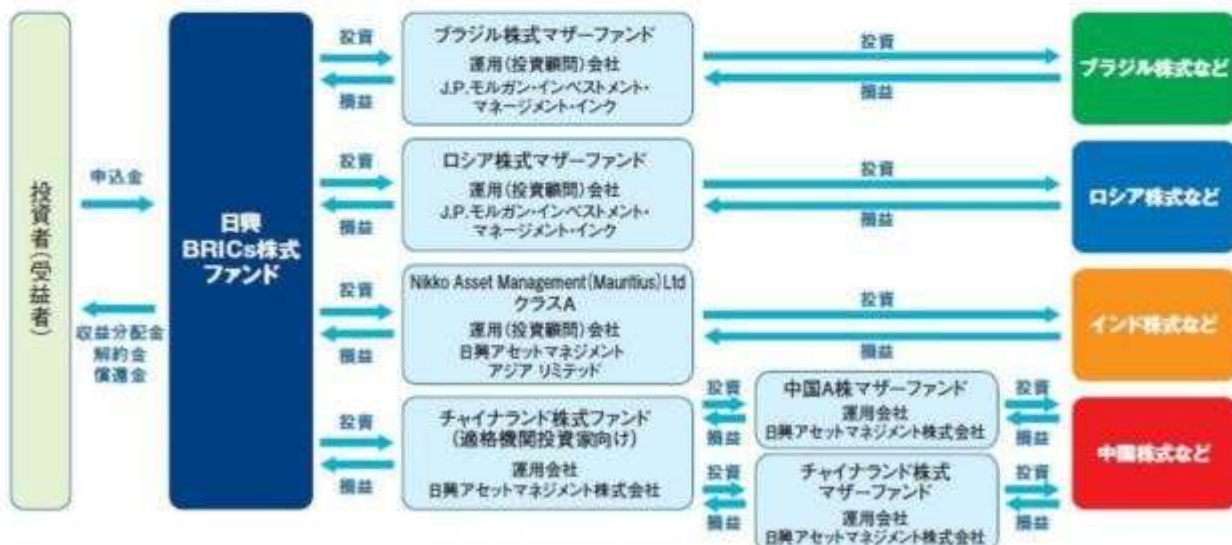 投資者（受益者）
申込金
収益分配金
解約金
償還金
日興
BRICs株式
ファンド
投資
損益
ブラジル株式マザーファンド
運用（投資顧問）会社
J.P.モルガン・インベストメント・
マネージメント・インク
投資
損益
ブラジル株式など
投資
損益
ロシア株式マザーファンド
運用（投資顧問）会社
J.P.モルガン・インベストメント・
マネージメント・インク
投資
損益
ロシア株式など
投資
損益
Nikko Asset Management（Mauritius）Ltd
クラスA
運用（投資顧問）会社
日興アセットマネジメント
アジア リミテッド
投資
損益
インド株式など
投資
損益
チャイナランド株式ファンド
（適格機関投資家向け）
運用会社
日興アセットマネジメント株式会社
投資
損益
中国A株マザーファンド
運用会社
日興アセットマネジメント株式会社
投資
損益
投資
損益
チャイナランド株式
マザーファンド
運用会社
日興アセットマネジメント株式会社
投資
損益
中国株式など